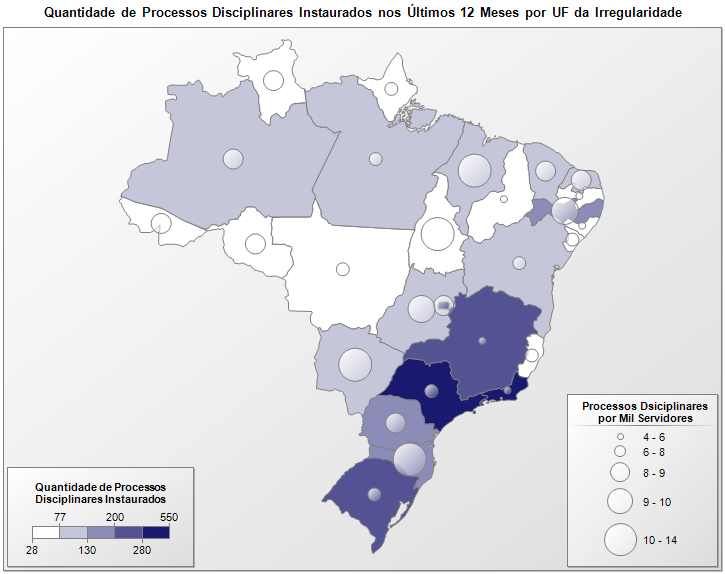 Quantidade de Processos Disciplinares Instaurados nos Últimos 12 Meses por UF da Irregularidade
Processos Dsiciplinares
por Mil Servidores
4 - 6
6 - 8
8 - 9
9 - 10
10 - 14
Quantidade de Processos
Disciplinares Instaurados
77 200 550
28 130 280